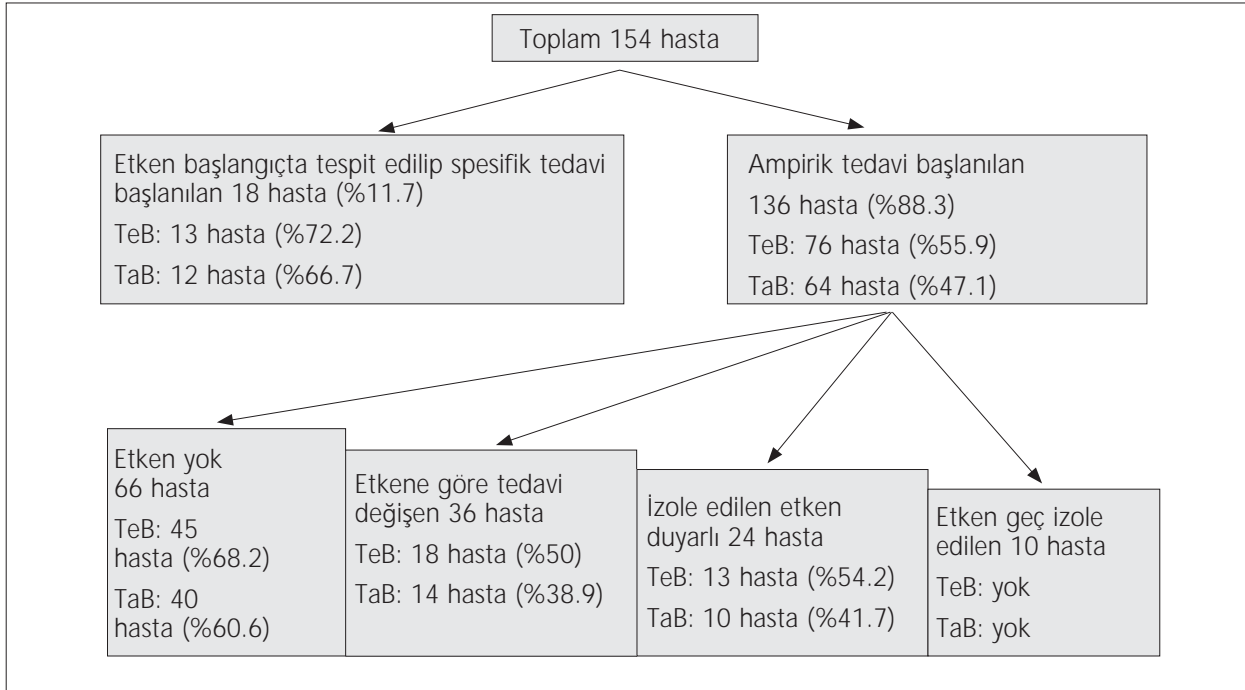 Toplam 154 hasta
Etken başlangıçta tespit edilip spesifik tedavi
başlanılan 18 hasta (%11.7)
TeB: 13 hasta (%72.2)
TaB: 12 hasta (%66.7)
Ampirik tedavi başlanılan
136 hasta (%88.3)
TeB: 76 hasta (%55.9)
TaB: 64 hasta (%47.1)
Etken yok
66 hasta
TeB: 45
hasta (%68.2)
TaB: 40
hasta (%60.6)
Etkene göre tedavi
değişen 36 hasta
TeB: 18 hasta (%50)
TaB: 14 hasta (%38.9)
İzole edilen etken
duyarlı 24 hasta
TeB: 13 hasta (%54.2)
TaB: 10 hasta (%41.7)
Etken geç izole
edilen 10 hasta
TeB: yok
TaB: yok